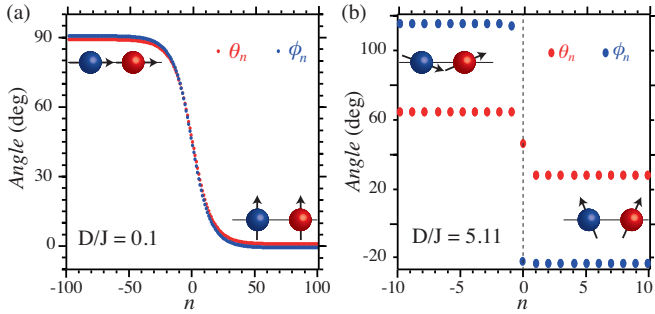 (a)
90
60
30
0
Angle (deg)
θn
ϕn
D/J = 0.1
-100
-50
0
50
100
n
(b)
100
60
20
-20
Angle (deg)
θn
ϕn
D/J = 5.11
-10
-5
0
5
10
n